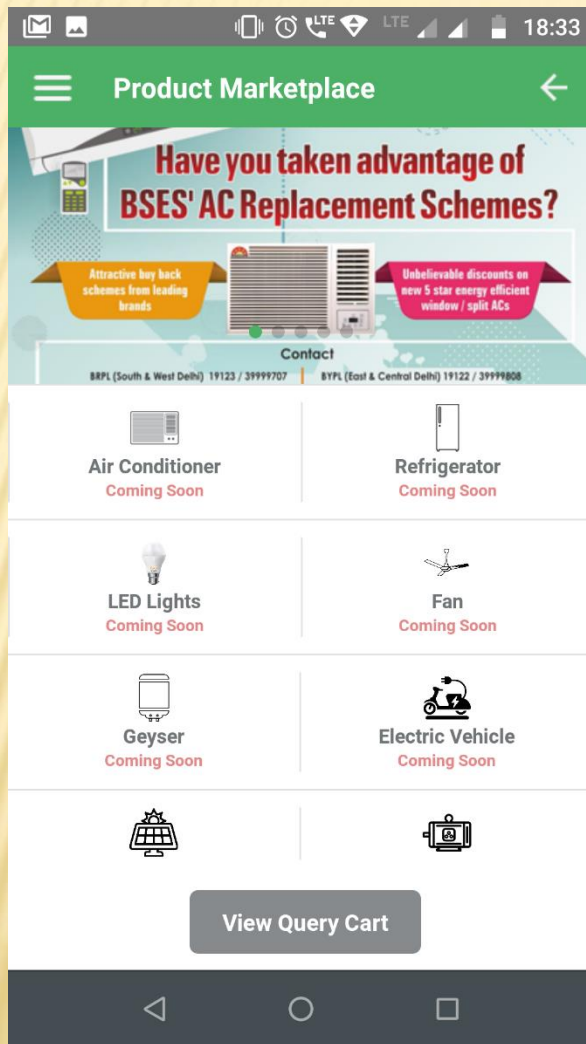 LTE LTE 18:33
Product Marketplace
Have you taken advantage of
BSES' AC Replacement Schemes?
Attractive buy back
schemes from leading
brands
Unbelievable discounts on
new 5 star energy efficient
window / split ACs
Contact
BRPL (South & West Delhi) 19123 / 39999707
BYPL (East & Central Delhi) 19122 / 39999808
Air Conditioner
Coming Soon
Refrigerator
Coming Soon
LED Lights
Coming Soon
Fan
Coming Soon
Geyser
Coming Soon
Electric Vehicle
Coming Soon
View Query Cart